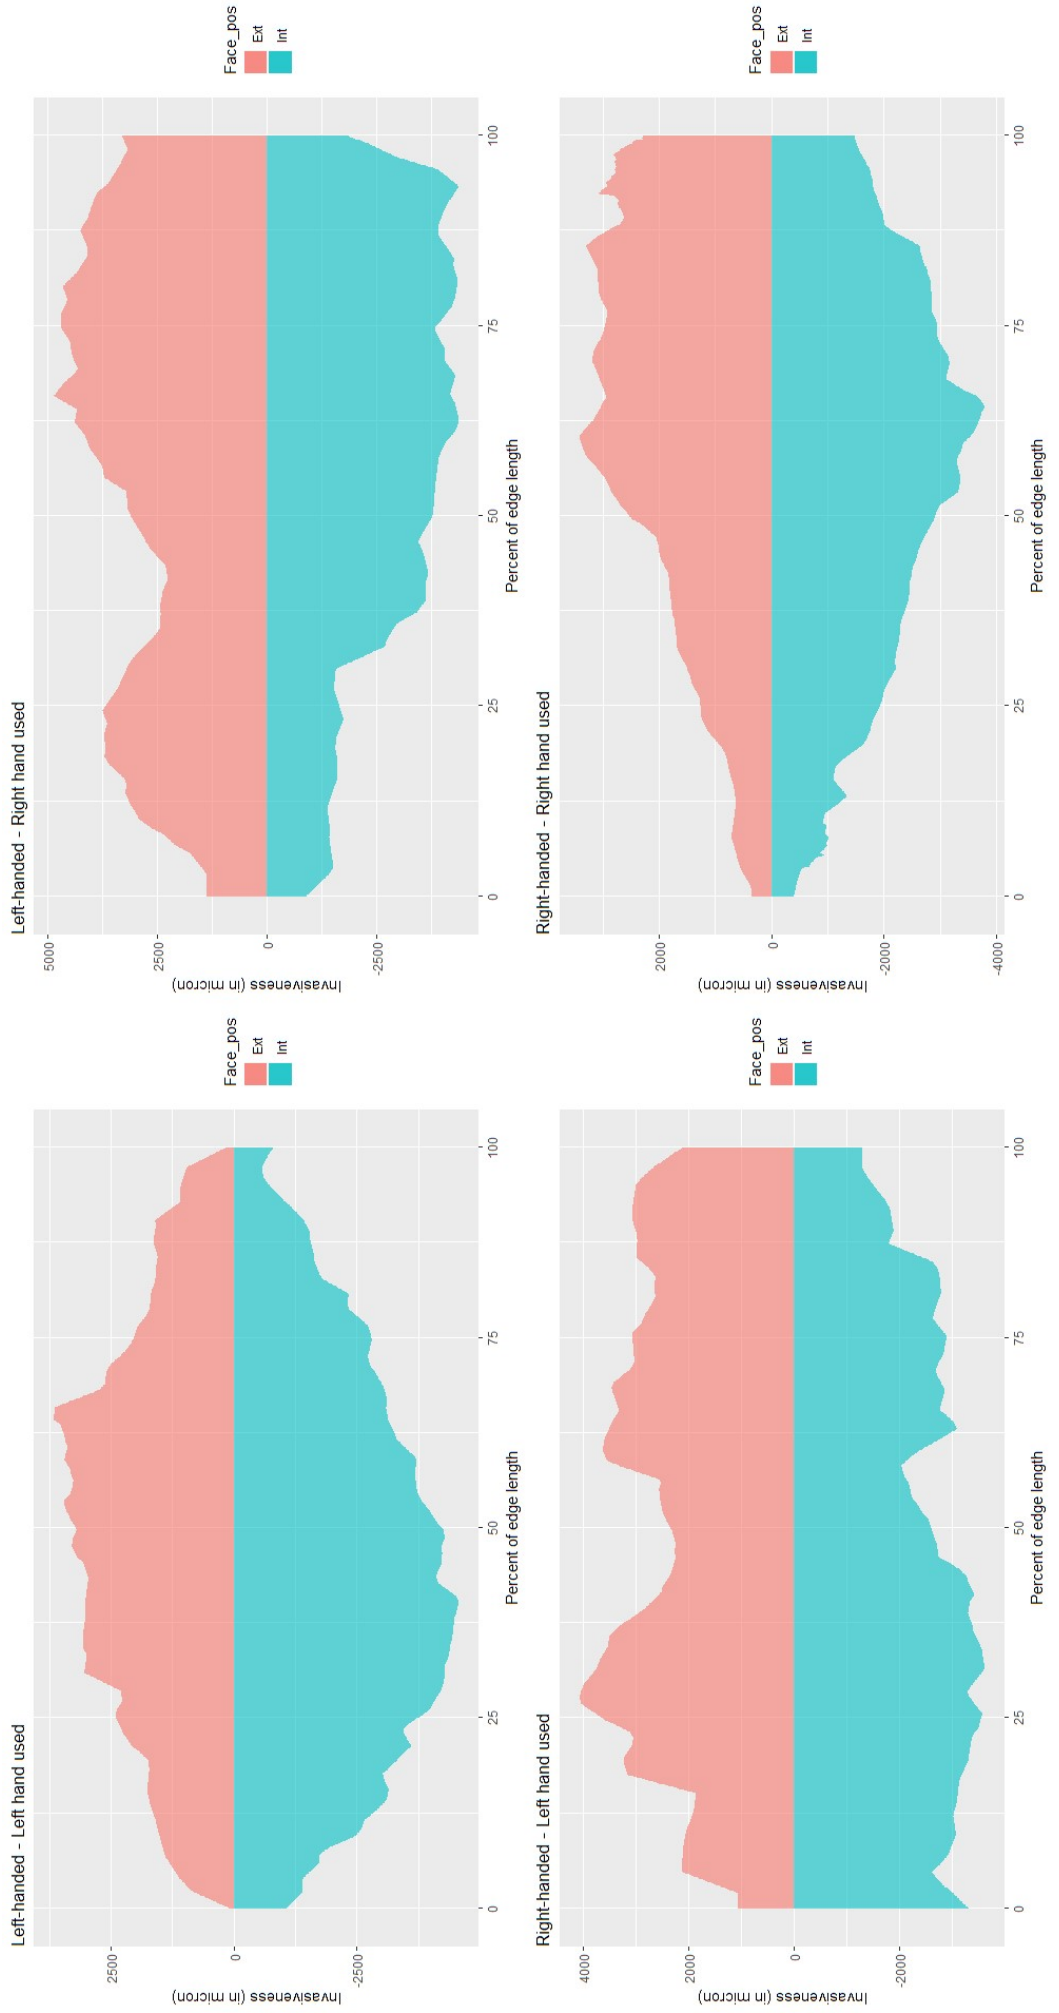 Left-handed - Left hand used
Invasiveness (in micron)
2500
0
-2500
0
25
50
75
100
Percent of edge length
Face_pos
Ext
Int
Left-handed - Right hand used
Invasiveness (in micron)
5000
2500
0
-2500
0
25
50
75
100
Percent of edge length
Face_pos
Ext
Int
Right-handed - Left hand used
Invasiveness (in micron)
4000
2000
0
-2000
0
25
50
75
100
Percent of edge length
Face_pos
Ext
Int
Right-handed - Right hand used
Invasiveness (in micron)
2000
0
-2000
-4000
0
25
50
75
100
Percent of edge length
Face_pos
Ext
Int